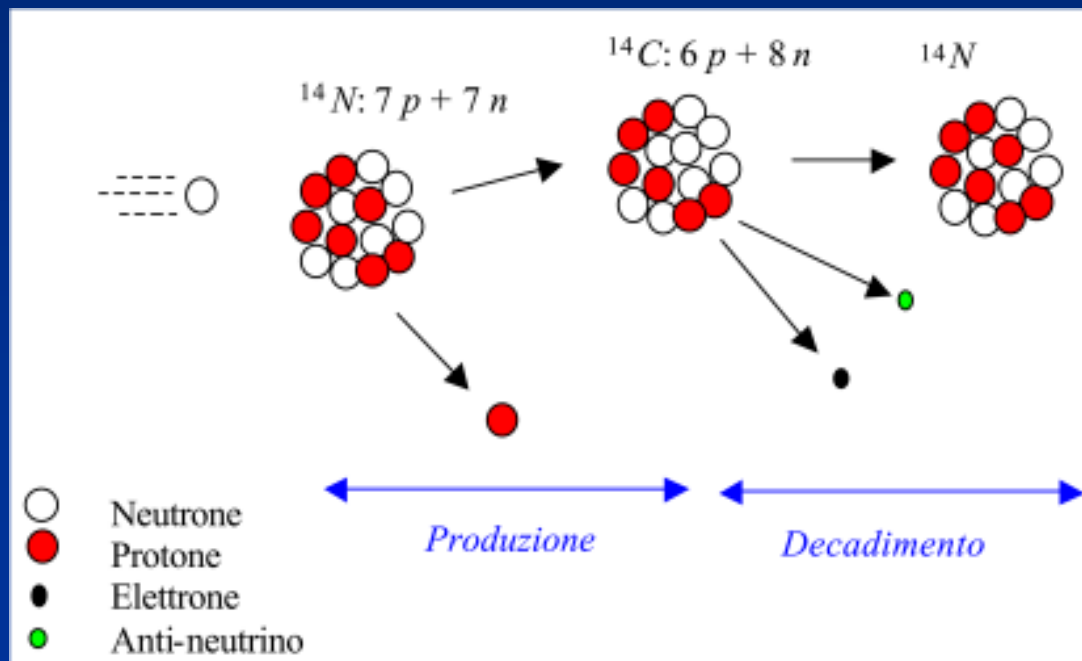 ¹⁴N: 7 p + 7 n
¹⁴C: 6 p + 8 n
¹⁴N
Produzione
Decadimento
Neutrone
Protone
Elettrone
Anti-neutrino